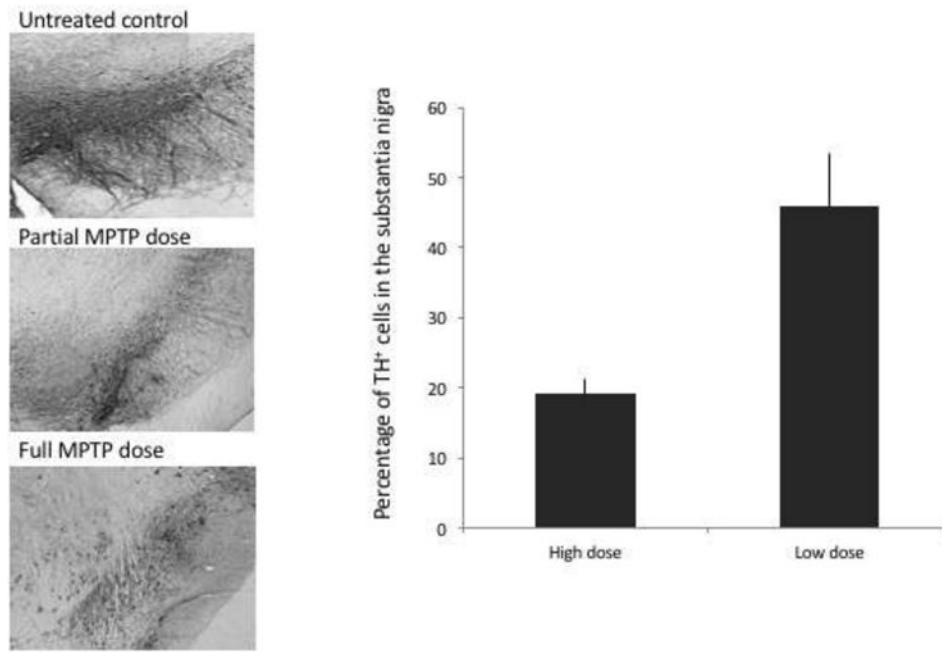 Untreated control
Partial MPTP dose
Full MPTP dose
Percentage of TH⁺ cells in the substantia nigra
60
50
40
30
20
10
0
High dose
Low dose